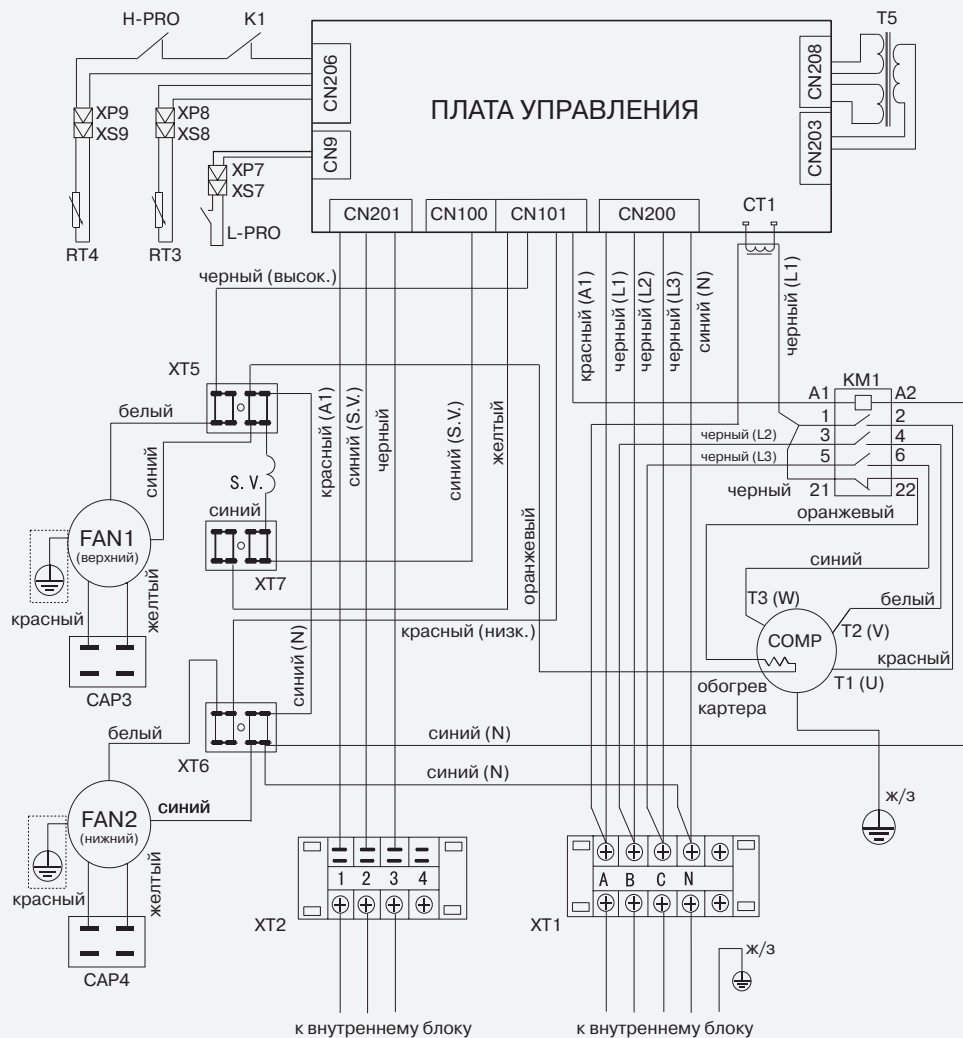 H-PRO
K1
T5
CN206
CN208
ПЛАТА УПРАВЛЕНИЯ
XP9
XS9
XP8
XS8
CN9
CN203
XP7
XS7
CN201
CN100
CN101
CN200
CT1
L-PRO
RT4
RT3
черный (высок.)
красный (A1)
черный (L1)
черный (L2)
черный (L3)
синий (N)
черный (L1)
XT5
KM1
A1
A2
белый
1
2
черный (L2)
3
4
черный (L3)
5
6
черный
21
22
оранжевый
красный (A1)
синий (S.V.)
черный
синий (S.V.)
желтый
синий
S. V.
синий
FAN1
(верхний)
XT7
оранжевый
синий
белый
T3 (W)
COMP
T2 (V)
красный
T1 (U)
обогрев
картера
красный
желтый
красный (низк.)
синий (N)
CAP3
белый
XT6
синий (N)
синий (N)
синий
FAN2
(нижний)
ж/з
красный
желтый
1 2 3 4
A B C N
XT2
XT1
CAP4
ж/з
к внутреннему блоку
к внутреннему блоку